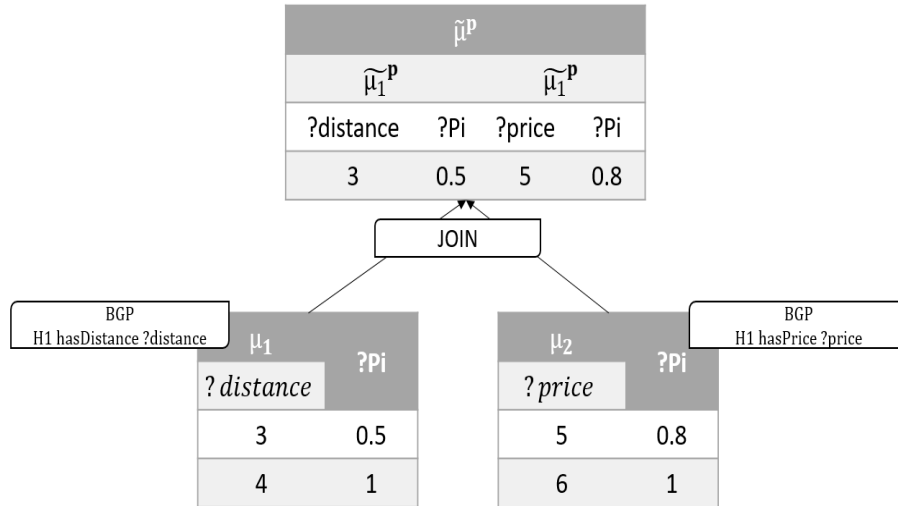 μ̃ᵖ
μ̃₁ᵖ μ̃₁ᵖ
?distance ?Pi ?price ?Pi
3 0.5 5 0.8
JOIN
BGP
H1 hasDistance ?distance
μ₁ ?Pi
?distance
3 0.5
4 1
μ₂ ?Pi
?price
5 0.8
6 1
BGP
H1 hasPrice ?price